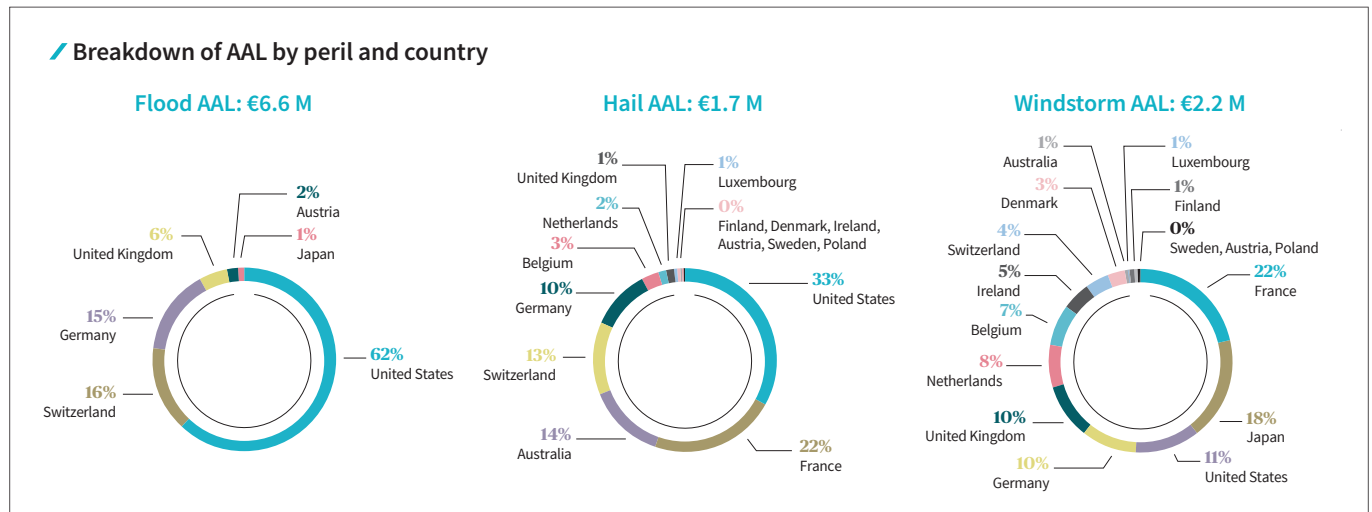 Breakdown of AAL by peril and country
Flood AAL: €6.6 M
2%
Austria
1%
Japan
6%
United Kingdom
15%
Germany
62%
United States
16%
Switzerland
Hail AAL: €1.7 M
1%
United Kingdom
1%
Luxembourg
2%
Netherlands
0%
Finland, Denmark, Ireland,
Austria, Sweden, Poland
3%
Belgium
10%
Germany
33%
United States
13%
Switzerland
14%
Australia
22%
France
Windstorm AAL: €2.2 M
1%
Australia
1%
Luxembourg
3%
Denmark
1%
Finland
4%
Switzerland
0%
Sweden, Austria, Poland
5%
Ireland
22%
France
7%
Belgium
8%
Netherlands
10%
United Kingdom
18%
Japan
10%
Germany
11%
United States